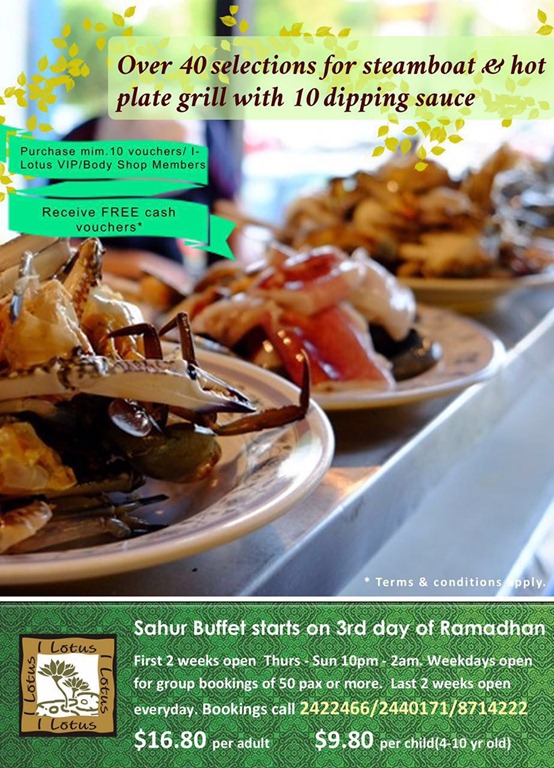 Over 40 selections for steamboat & hot
plate grill with 10 dipping sauce
Purchase mim.10 vouchers/ I-
Lotus VIP/Body Shop Members
Receive FREE cash
vouchers*
* Terms & conditions apply.
Sahur Buffet starts on 3rd day of Ramadhan
First 2 weeks open Thurs - Sun 10pm - 2am. Weekdays open
for group bookings of 50 pax or more. Last 2 weeks open
everyday. Bookings call 2422466/2440171/8714222
$16.80 per adult $9.80 per child(4-10 yr old)
I Lotus
I Lotus
I Lotus
I Lotus